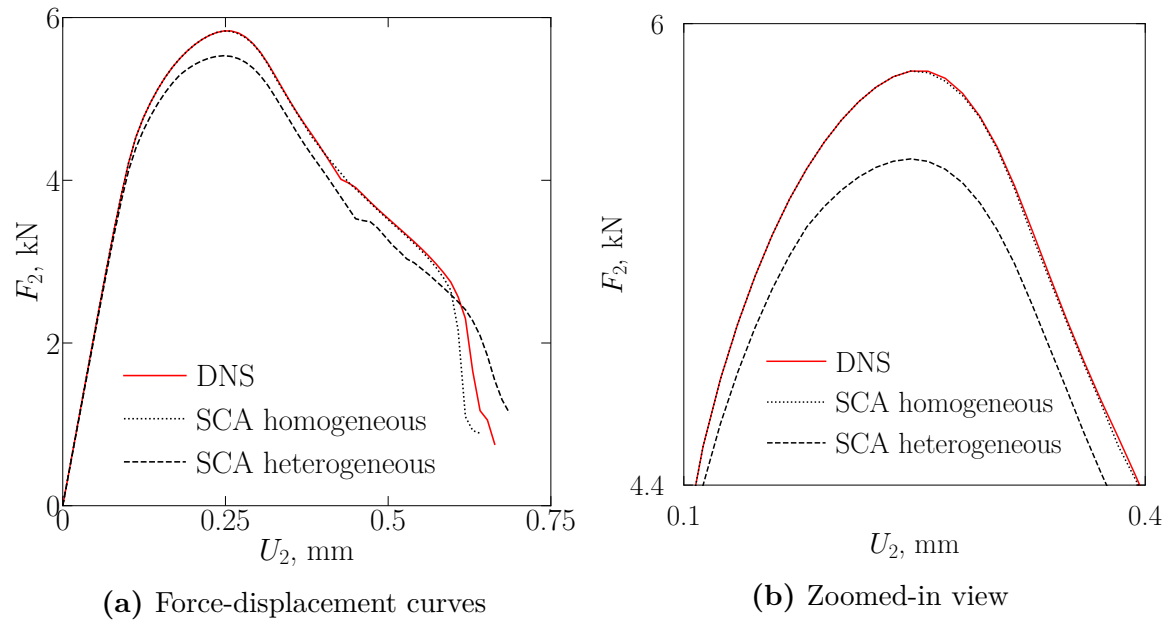 6
4
2
0
0
0.25
0.5
0.75
F₂, kN
U₂, mm
DNS
SCA homogeneous
SCA heterogeneous
(a) Force-displacement curves
6
4.4
0.1
0.4
F₂, kN
U₂, mm
DNS
SCA homogeneous
SCA heterogeneous
(b) Zoomed-in view